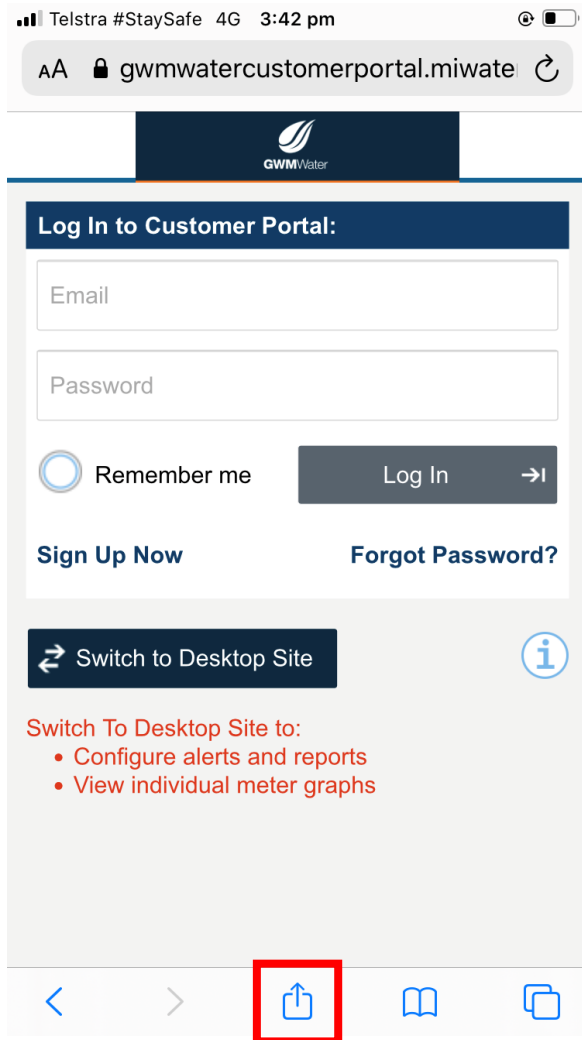 Telstra #StaySafe 4G 3:42 pm
AA gwmwatercustomerportal.miwate
GWMWater
Log In to Customer Portal:
Email
Password
Remember me Log In
Sign Up Now Forgot Password?
Switch to Desktop Site i
Switch To Desktop Site to:
• Configure alerts and reports
• View individual meter graphs